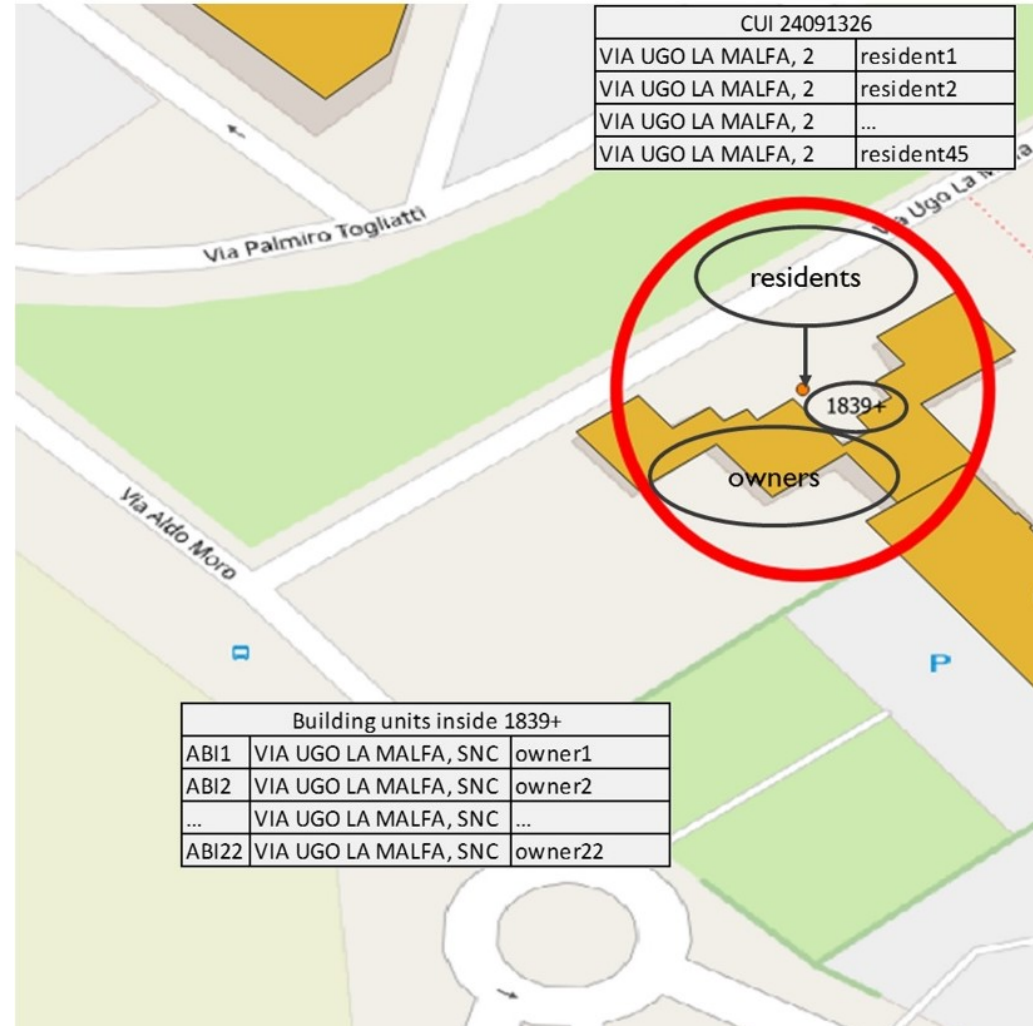 CUI 24091326
VIA UGO LA MALFA, 2 resident1
VIA UGO LA MALFA, 2 resident2
VIA UGO LA MALFA, 2 ...
VIA UGO LA MALFA, 2 resident45
Via Ugo La Malfa
Via Palmiro Togliatti
residents
1839+
owners
Via Aldo Moro
P
Building units inside 1839+
ABI1 VIA UGO LA MALFA, SNC owner1
ABI2 VIA UGO LA MALFA, SNC owner2
... VIA UGO LA MALFA, SNC ...
ABI22 VIA UGO LA MALFA, SNC owner22